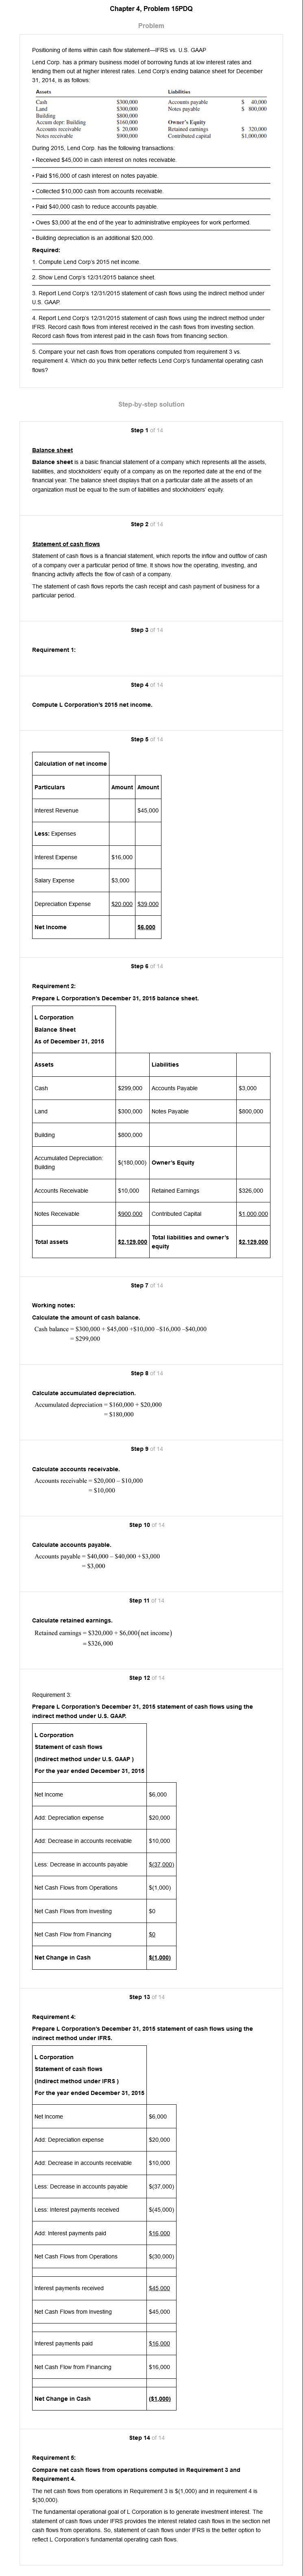 Chapter 4, Problem 15PDQ
Problem
Positioning of items within cash flow statement—IFRS vs. U.S. GAAP
Lend Corp. has a primary business model of borrowing funds at low interest rates and
lending them out at higher interest rates. Lend Corp's ending balance sheet for December
31, 2014, is as follows:
Assets Liabilities
Cash $300,000 Accounts payable $ 40,000
Land $300,000 Notes payable $ 800,000
Building $800,000
Accum depr: Building $160,000 Owner's Equity
Accounts receivable $ 20,000 Retained earnings $ 320,000
Notes receivable $900,000 Contributed capital $1,000,000
During 2015, Lend Corp. has the following transactions:
• Received $45,000 in cash interest on notes receivable.
• Paid $16,000 of cash interest on notes payable.
• Collected $10,000 cash from accounts receivable.
• Paid $40,000 cash to reduce accounts payable.
• Owes $3,000 at the end of the year to administrative employees for work performed.
• Building depreciation is an additional $20,000.
Required:
1. Compute Lend Corp's 2015 net income.
2. Show Lend Corp's 12/31/2015 balance sheet.
3. Report Lend Corp's 12/31/2015 statement of cash flows using the indirect method under
U.S. GAAP.
4. Report Lend Corp's 12/31/2015 statement of cash flows using the indirect method under
IFRS. Record cash flows from interest received in the cash flows from investing section.
Record cash flows from interest paid in the cash flows from financing section.
5. Compare your net cash flows from operations computed from requirement 3 vs.
requirement 4. Which do you think better reflects Lend Corp's fundamental operating cash
flows?
Step-by-step solution
Step 1 of 14
Balance sheet
Balance sheet is a basic financial statement of a company which represents all the assets,
liabilities, and stockholders' equity of a company as on the reported date at the end of the
financial year. The balance sheet displays that on a particular date all the assets of an
organization must be equal to the sum of liabilities and stockholders' equity.
Step 2 of 14
Statement of cash flows
Statement of cash flows is a financial statement, which reports the inflow and outflow of cash
of a company over a particular period of time. It shows how the operating, investing, and
financing activity affects the flow of cash of a company.
The statement of cash flows reports the cash receipt and cash payment of business for a
particular period.
Step 3 of 14
Requirement 1:
Step 4 of 14
Compute L Corporation's 2015 net income.
Step 5 of 14
Calculation of net income
Particulars Amount Amount
Interest Revenue $45,000
Less: Expenses
Interest Expense $16,000
Salary Expense $3,000
Depreciation Expense $20,000 $39,000
Net income $6,000
Step 6 of 14
Requirement 2:
Prepare L Corporation's December 31, 2015 balance sheet.
L Corporation
Balance Sheet
As of December 31, 2015
Assets Liabilities
Cash $299,000 Accounts Payable $3,000
Land $300,000 Notes Payable $800,000
Building $800,000
Accumulated Depreciation:
Building $(180,000) Owner's Equity
Accounts Receivable $10,000 Retained Earnings $326,000
Notes Receivable $900,000 Contributed Capital $1,000,000
Total assets $2,129,000 Total liabilities and owner's
equity $2,129,000
Step 7 of 14
Working notes:
Calculate the amount of cash balance.
Cash balance = $300,000 + $45,000 +$10,000 –$16,000 –$40,000
= $299,000
Step 8 of 14
Calculate accumulated depreciation.
Accumulated depreciation = $160,000 + $20,000
= $180,000
Step 9 of 14
Calculate accounts receivable.
Accounts receivable = $20,000 – $10,000
= $10,000
Step 10 of 14
Calculate accounts payable.
Accounts payable = $40,000 – $40,000 +$3,000
= $3,000
Step 11 of 14
Calculate retained earnings.
Retained earnings = $320,000 + $6,000(net income)
= $326,000
Step 12 of 14
Requirement 3:
Prepare L Corporation's December 31, 2015 statement of cash flows using the
indirect method under U.S. GAAP.
L Corporation
Statement of cash flows
(indirect method under U.S. GAAP )
For the year ended December 31, 2015
Net Income $6,000
Add: Depreciation expense $20,000
Add: Decrease in accounts receivable $10,000
Less: Decrease in accounts payable $(37,000)
Net Cash Flows from Operations $(1,000)
Net Cash Flows from Investing $0
Net Cash Flow from Financing $0
Net Change in Cash $(1,000)
Step 13 of 14
Requirement 4:
Prepare L Corporation's December 31, 2015 statement of cash flows using the
indirect method under IFRS.
L Corporation
Statement of cash flows
(Indirect method under IFRS )
For the year ended December 31, 2015
Net Income $6,000
Add: Depreciation expense $20,000
Add: Decrease in accounts receivable $10,000
Less: Decrease in accounts payable $(37,000)
Less: Interest payments received $(45,000)
Add: Interest payments paid $16,000
Net Cash Flows from Operations $(30,000)
Interest payments received $45,000
Net Cash Flows from Investing $45,000
Interest payments paid $16,000
Net Cash Flow from Financing $16,000
Net Change in Cash ($1,000)
Step 14 of 14
Requirement 5:
Compare net cash flows from operations computed in Requirement 3 and
Requirement 4.
The net cash flows from operations in Requirement 3 is $(1,000) and in requirement 4 is
$(30,000).
The fundamental operational goal of L Corporation is to generate investment interest. The
statement of cash flows under IFRS provides the interest related cash flows in the section net
cash flows from operations. So, statement of cash flows under IFRS is the better option to
reflect L Corporation's fundamental operating cash flows.